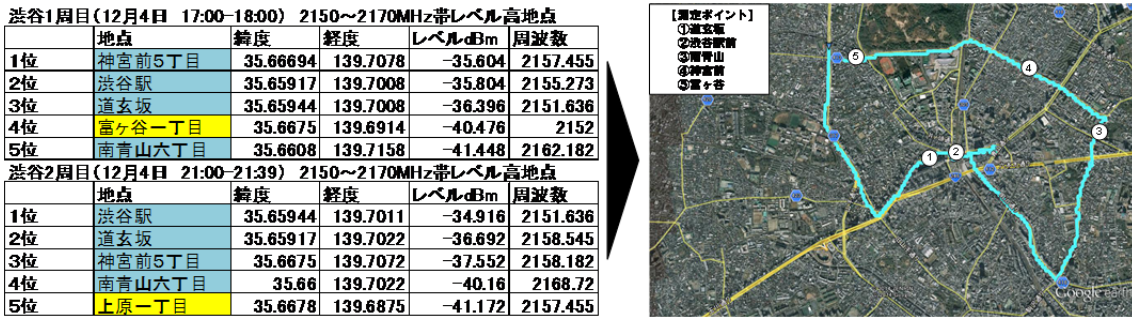 渋谷1周目(12月4日 17:00-18:00) 2150～2170MHz帯レベル高地点
地点 緯度 経度 レベルdBm 周波数
1位 神宮前5丁目 35.66694 139.7078 -35.604 2157.455
2位 渋谷駅 35.65917 139.7008 -35.804 2155.273
3位 道玄坂 35.65944 139.7008 -36.396 2151.636
4位 富ヶ谷一丁目 35.6675 139.6914 -40.476 2152
5位 南青山六丁目 35.6608 139.7158 -41.448 2162.182
渋谷2周目(12月4日 21:00-21:39) 2150～2170MHz帯レベル高地点
地点 緯度 経度 レベルdBm 周波数
1位 渋谷駅 35.65944 139.7011 -34.916 2151.636
2位 道玄坂 35.65917 139.7022 -36.692 2158.545
3位 神宮前5丁目 35.6675 139.7072 -37.552 2158.182
4位 南青山六丁目 35.66 139.7022 -40.16 2168.72
5位 上原一丁目 35.6678 139.6875 -41.172 2157.455
【測定ポイント】
①道玄坂
②渋谷駅前
③南青山
④神宮前
⑤富ヶ谷
5
4
3
1
2
Google earth